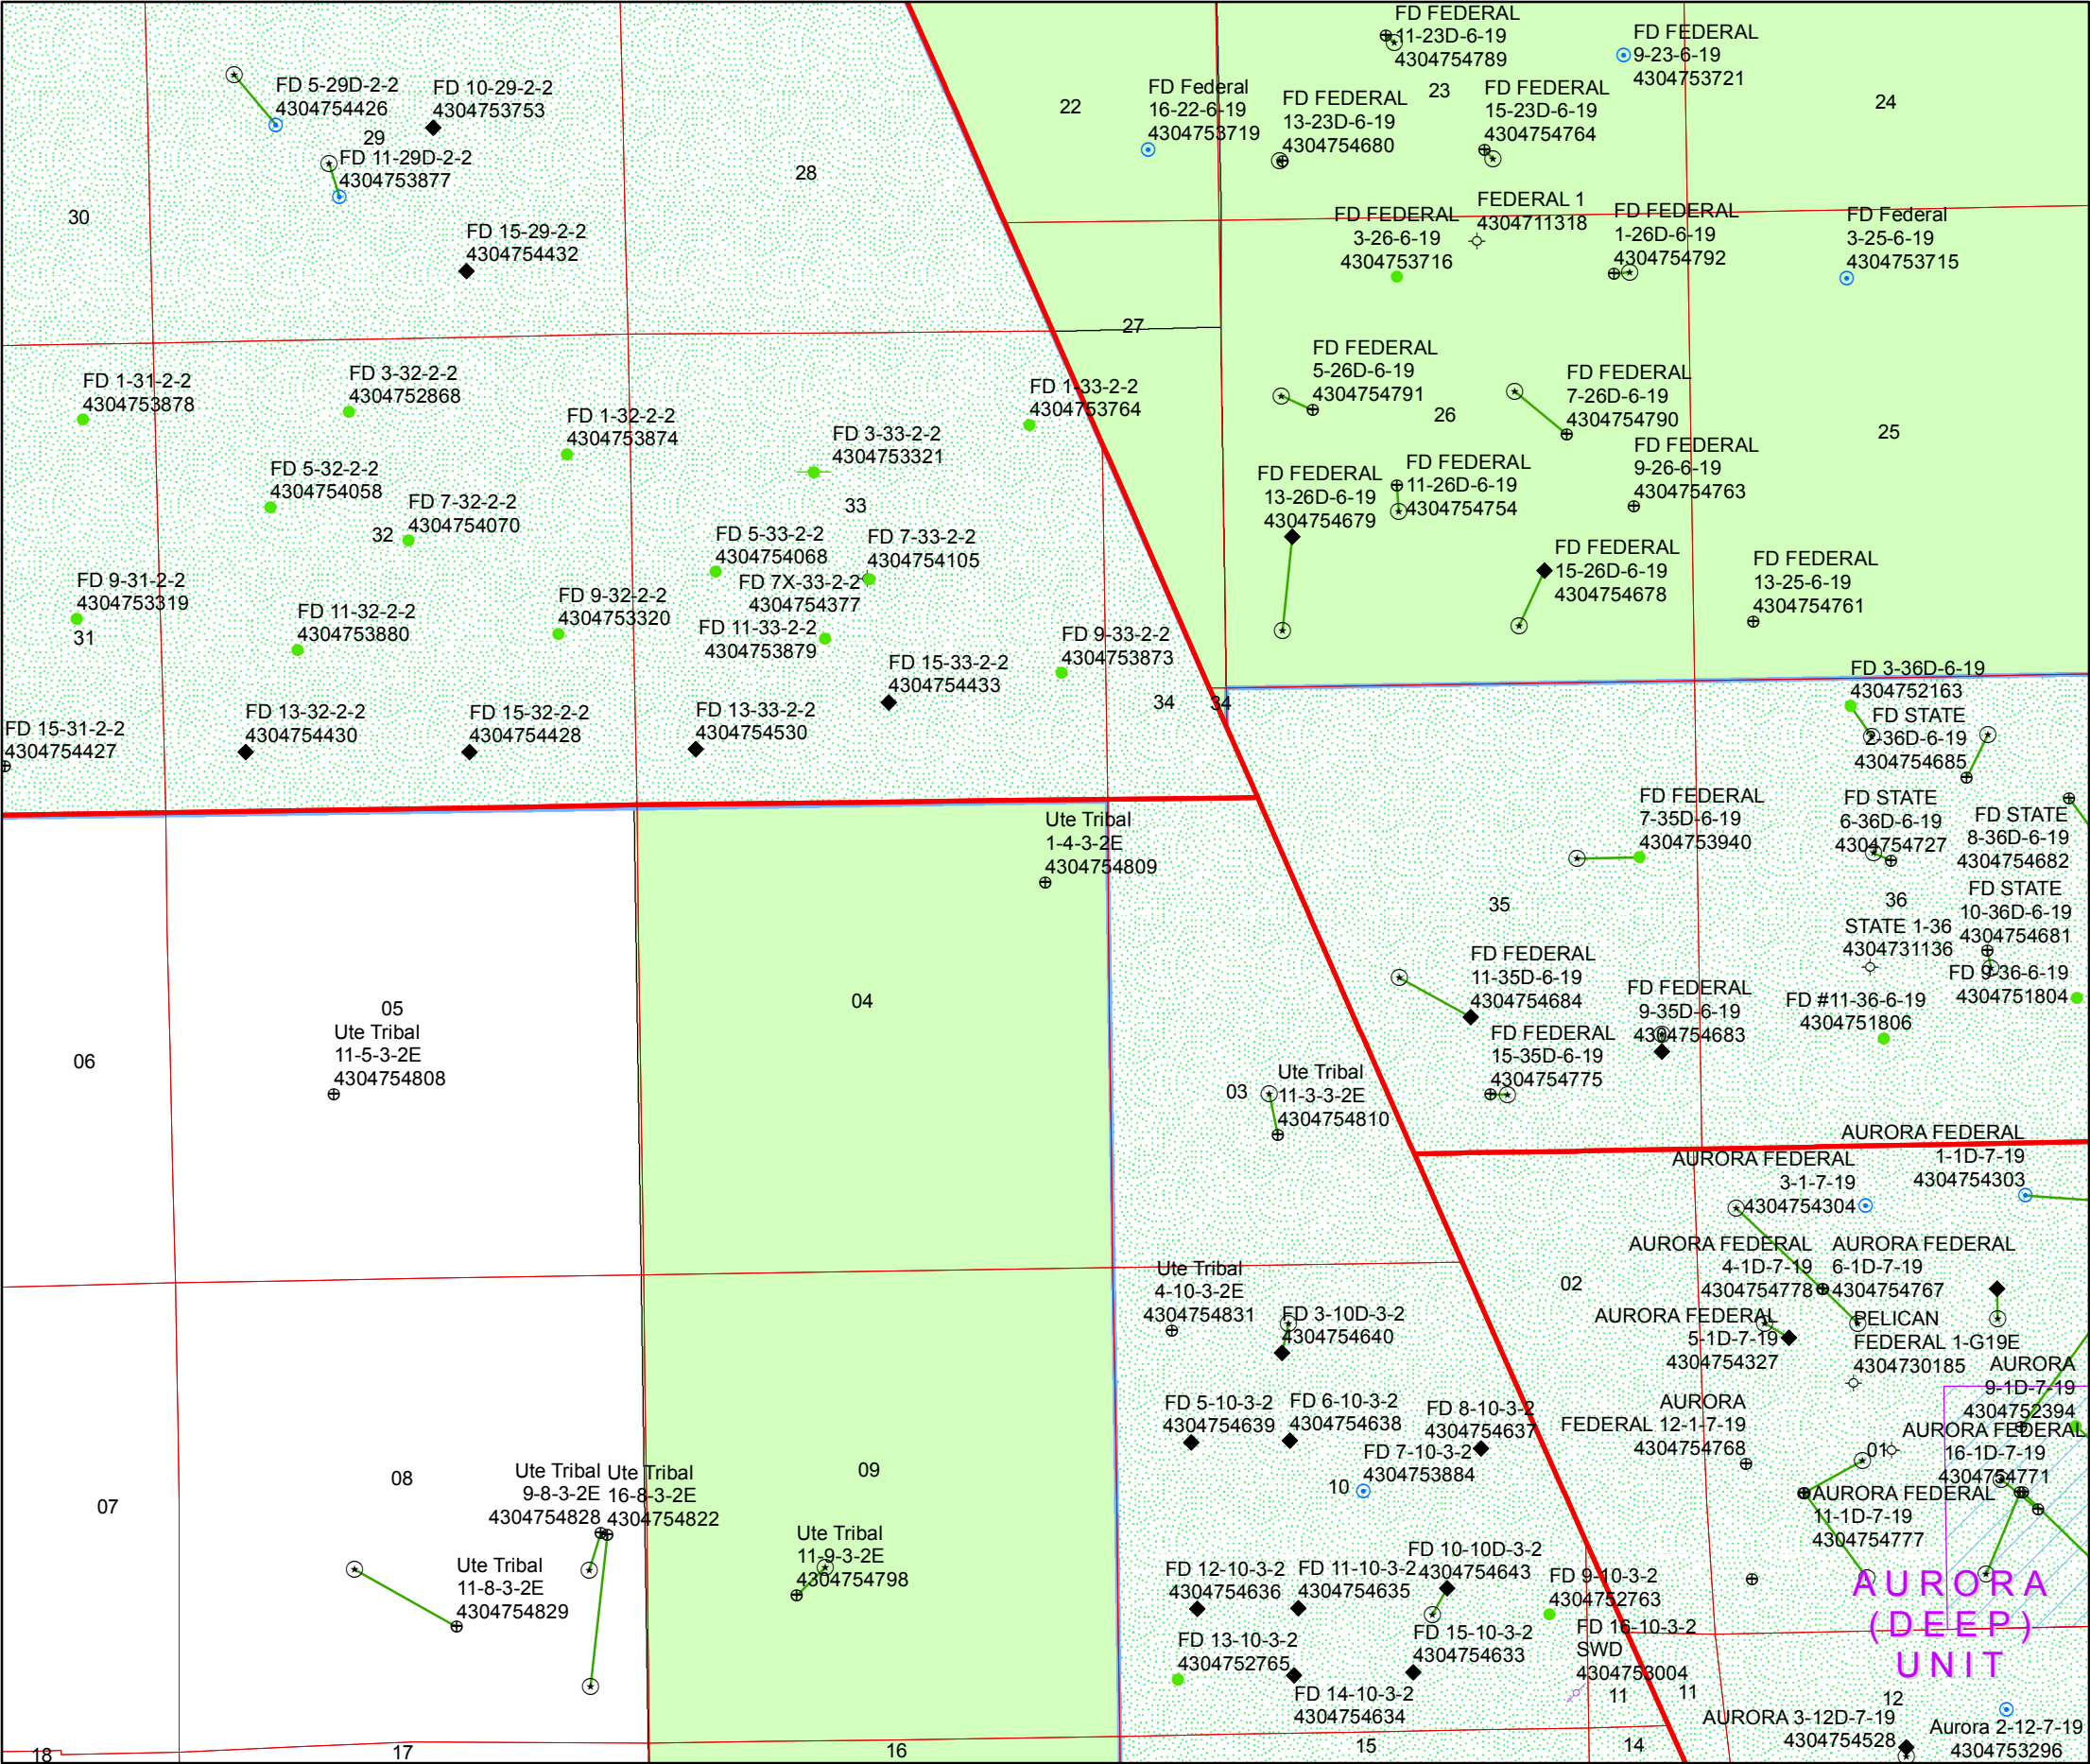 FD 5-29D-2-2
4304754426
FD 10-29-2-2
4304753753
29
FD 11-29D-2-2
4304753877
30
28
FD 15-29-2-2
4304754432
22
FD Federal
16-22-6-19
4304753719
FD FEDERAL
11-23D-6-19
4304754789
FD FEDERAL
9-23-6-19
4304753721
23
FD FEDERAL
13-23D-6-19
4304754680
FD FEDERAL
15-23D-6-19
4304754764
24
FD FEDERAL
3-26-6-19
4304753716
FEDERAL 1
4304711318
FD FEDERAL
1-26D-6-19
4304754792
FD Federal
3-25-6-19
4304753715
27
FD FEDERAL
5-26D-6-19
4304754791
26
FD FEDERAL
7-26D-6-19
4304754790
25
FD FEDERAL
9-26-6-19
4304754763
FD FEDERAL
13-26D-6-19
4304754679
FD FEDERAL
11-26D-6-19
4304754754
FD FEDERAL
15-26D-6-19
4304754678
FD FEDERAL
13-25-6-19
4304754761
FD 1-31-2-2
4304753878
FD 3-32-2-2
4304752868
FD 1-32-2-2
4304753874
FD 1-33-2-2
4304753764
FD 3-33-2-2
4304753321
FD 5-32-2-2
4304754058
FD 7-32-2-2
4304754070
32
33
FD 5-33-2-2
4304754068
FD 7-33-2-2
4304754105
FD 7X-33-2-2
4304754377
FD 9-31-2-2
4304753319
31
FD 11-32-2-2
4304753880
FD 9-32-2-2
4304753320
FD 11-33-2-2
4304753879
FD 9-33-2-2
4304753873
FD 15-33-2-2
4304754433
34
34
FD 15-31-2-2
4304754427
FD 13-32-2-2
4304754430
FD 15-32-2-2
4304754428
FD 13-33-2-2
4304754530
FD 3-36D-6-19
4304752163
FD STATE
2-36D-6-19
4304754685
FD FEDERAL
7-35D-6-19
4304753940
FD STATE
6-36D-6-19
4304754727
FD STATE
8-36D-6-19
4304754682
35
36
FD STATE
10-36D-6-19
4304754681
STATE 1-36
4304731136
FD 9-36-6-19
4304751804
FD FEDERAL
11-35D-6-19
4304754684
FD FEDERAL
9-35D-6-19
4304754683
FD #11-36-6-19
4304751806
FD FEDERAL
15-35D-6-19
4304754775
Ute Tribal
1-4-3-2E
4304754809
04
05
Ute Tribal
11-5-3-2E
4304754808
06
03
Ute Tribal
11-3-3-2E
4304754810
AURORA FEDERAL
1-1D-7-19
4304754303
AURORA FEDERAL
3-1-7-19
4304754304
02
AURORA FEDERAL
4-1D-7-19
4304754778
AURORA FEDERAL
6-1D-7-19
4304754767
AURORA FEDERAL
5-1D-7-19
4304754327
PELICAN
FEDERAL 1-G19E
4304730185
AURORA
9-1D-7-19
4304752394
AURORA
FEDERAL 12-1-7-19
4304754768
01
AURORA FEDERAL
16-1D-7-19
4304754771
AURORA FEDERAL
11-1D-7-19
4304754777
Ute Tribal
4-10-3-2E
4304754831
FD 3-10D-3-2
4304754640
FD 5-10-3-2
4304754639
FD 6-10-3-2
4304754638
FD 8-10-3-2
4304754637
FD 7-10-3-2
4304753884
10
07
08
09
Ute Tribal
9-8-3-2E
4304754828
Ute Tribal
16-8-3-2E
4304754822
Ute Tribal
11-8-3-2E
4304754829
Ute Tribal
11-9-3-2E
4304754798
FD 12-10-3-2
4304754636
FD 11-10-3-2
4304754635
FD 10-10D-3-2
4304754643
FD 9-10-3-2
4304752763
FD 13-10-3-2
4304752765
FD 15-10-3-2
4304754633
FD 16-10-3-2
SWD
4304753004
FD 14-10-3-2
4304754634
11
11
AURORA
(DEEP)
UNIT
12
AURORA 3-12D-7-19
4304754528
Aurora 2-12-7-19
4304753296
18
17
16
15
14